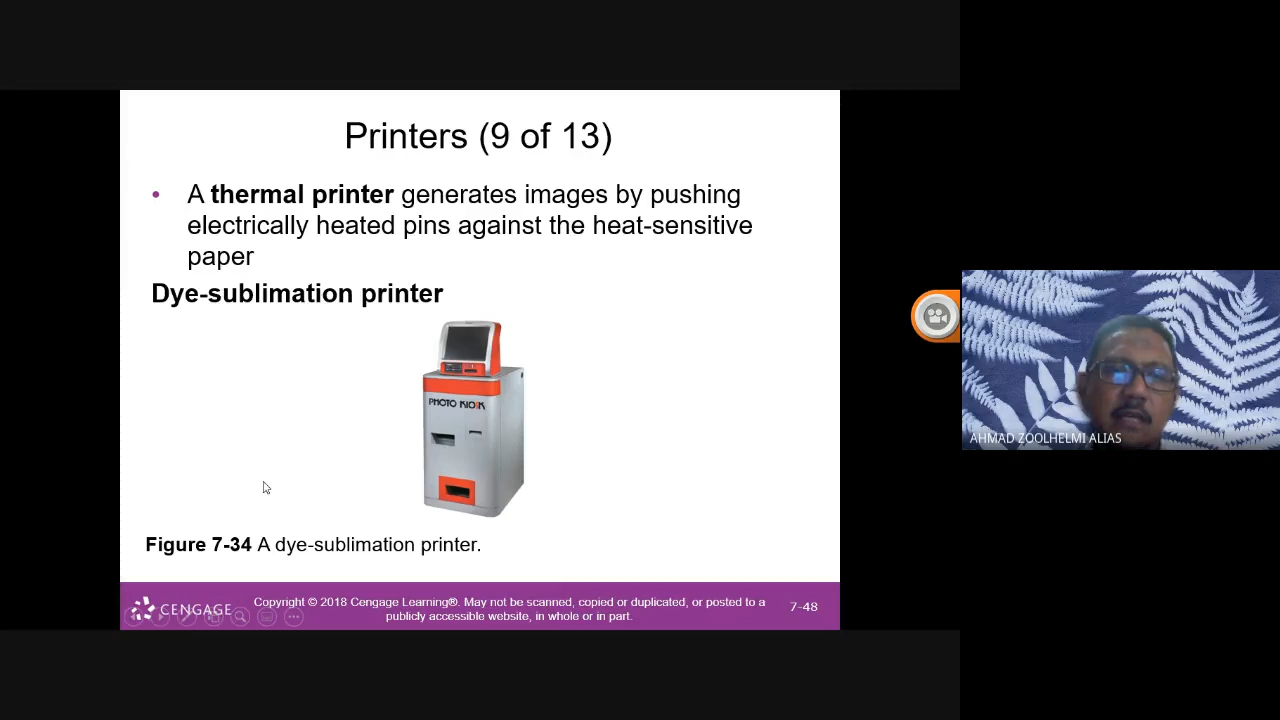 Printers (9 of 13)
• A thermal printer generates images by pushing
electrically heated pins against the heat-sensitive
paper
Dye-sublimation printer
PHOTO KIOSK
Figure 7-34 A dye-sublimation printer.
CENGAGE
Copyright © 2018 Cengage Learning®. May not be scanned, copied or duplicated, or posted to a
publicly accessible website, in whole or in part.
7-48
AHMAD ZOOLHELMI ALIAS